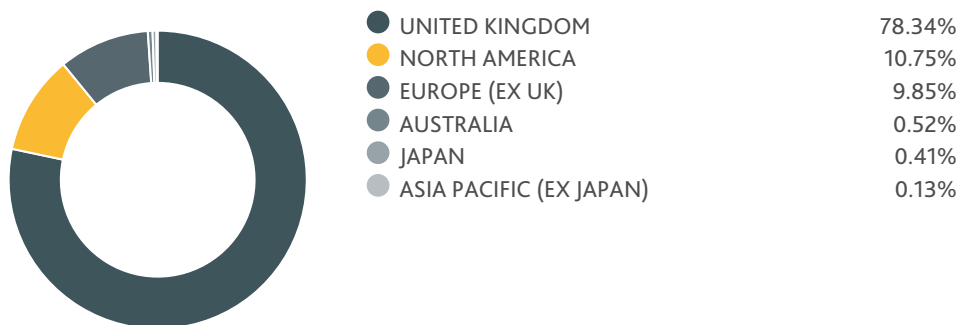 UNITED KINGDOM 78.34%
NORTH AMERICA 10.75%
EUROPE (EX UK) 9.85%
AUSTRALIA 0.52%
JAPAN 0.41%
ASIA PACIFIC (EX JAPAN) 0.13%